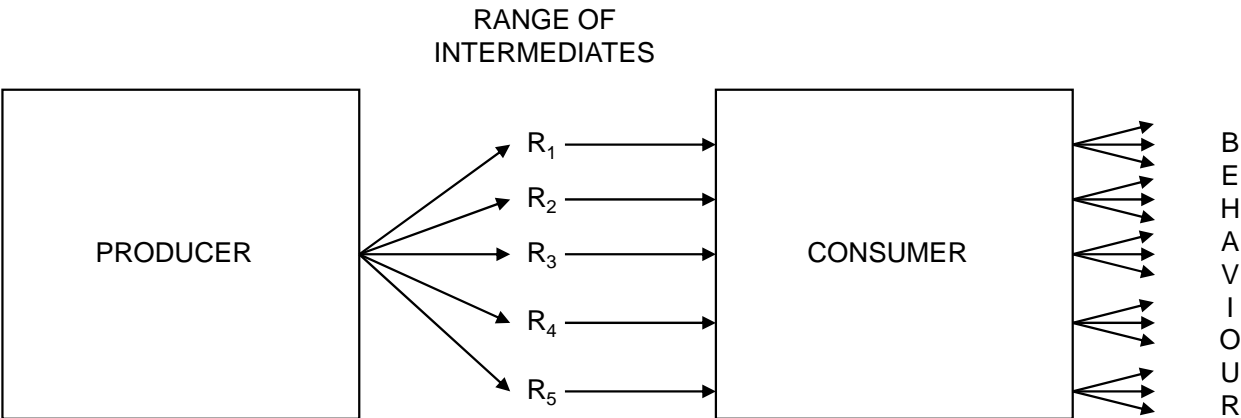 RANGE OF
INTERMEDIATES
PRODUCER
R₁
R₂
R₃
R₄
R₅
CONSUMER
B
E
H
A
V
I
O
U
R